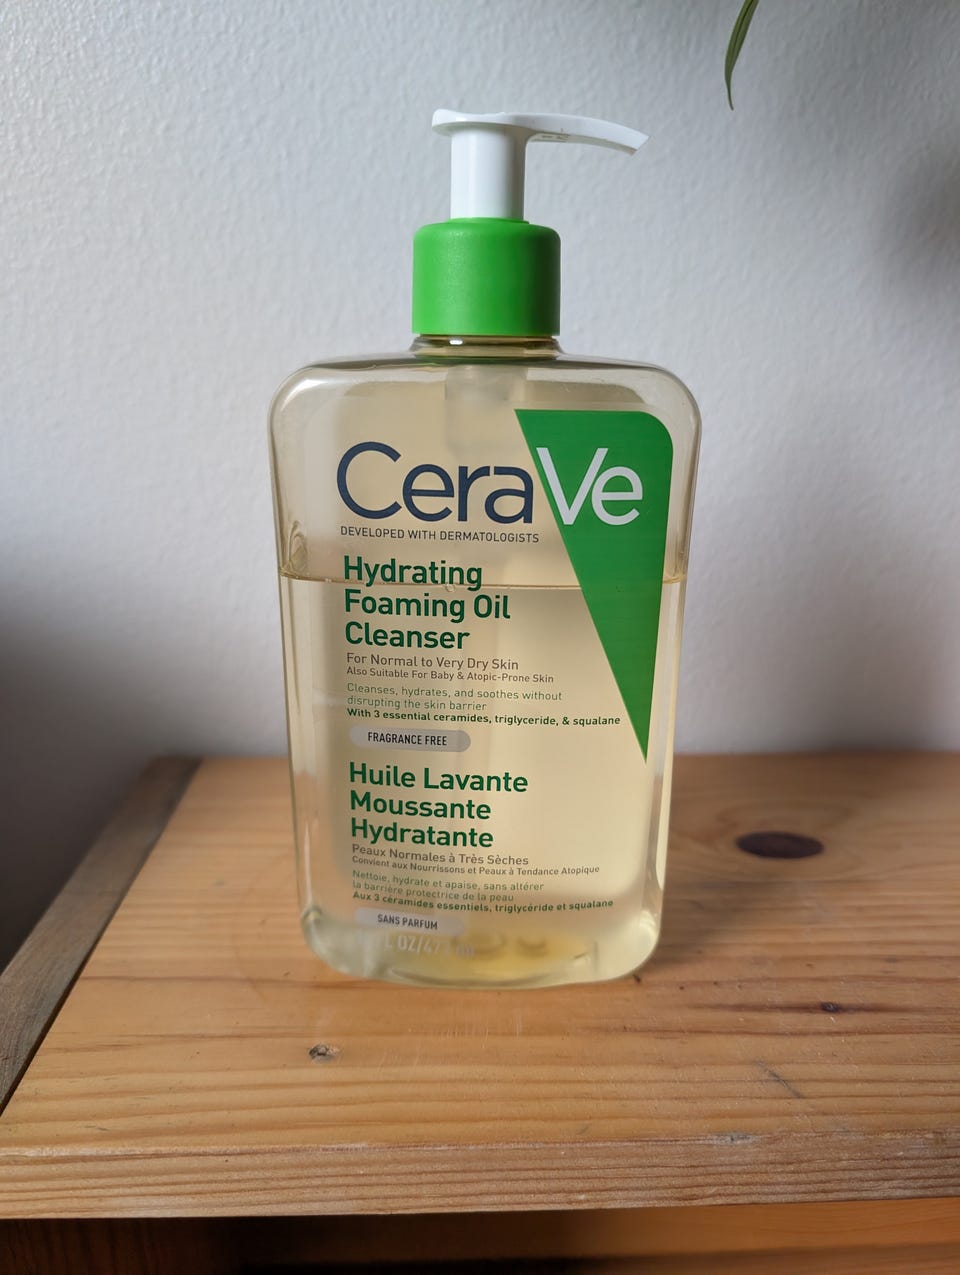 CeraVe
DEVELOPED WITH DERMATOLOGISTS
Hydrating
Foaming Oil
Cleanser
For Normal to Very Dry Skin
Also Suitable For Baby & Atopic-Prone Skin
Cleanses, hydrates, and soothes without
disrupting the skin barrier
With 3 essential ceramides, triglyceride, & squalane
FRAGRANCE FREE
Huile Lavante
Moussante
Hydratante
Peaux Normales à Très Sèches
Convient aux Nourrissons et Peaux à Tendance Atopique
Nettoie, hydrate et apaise, sans altérer
la barrière protectrice de la peau
Aux 3 céramides essentiels, triglycéride et squalane
SANS PARFUM